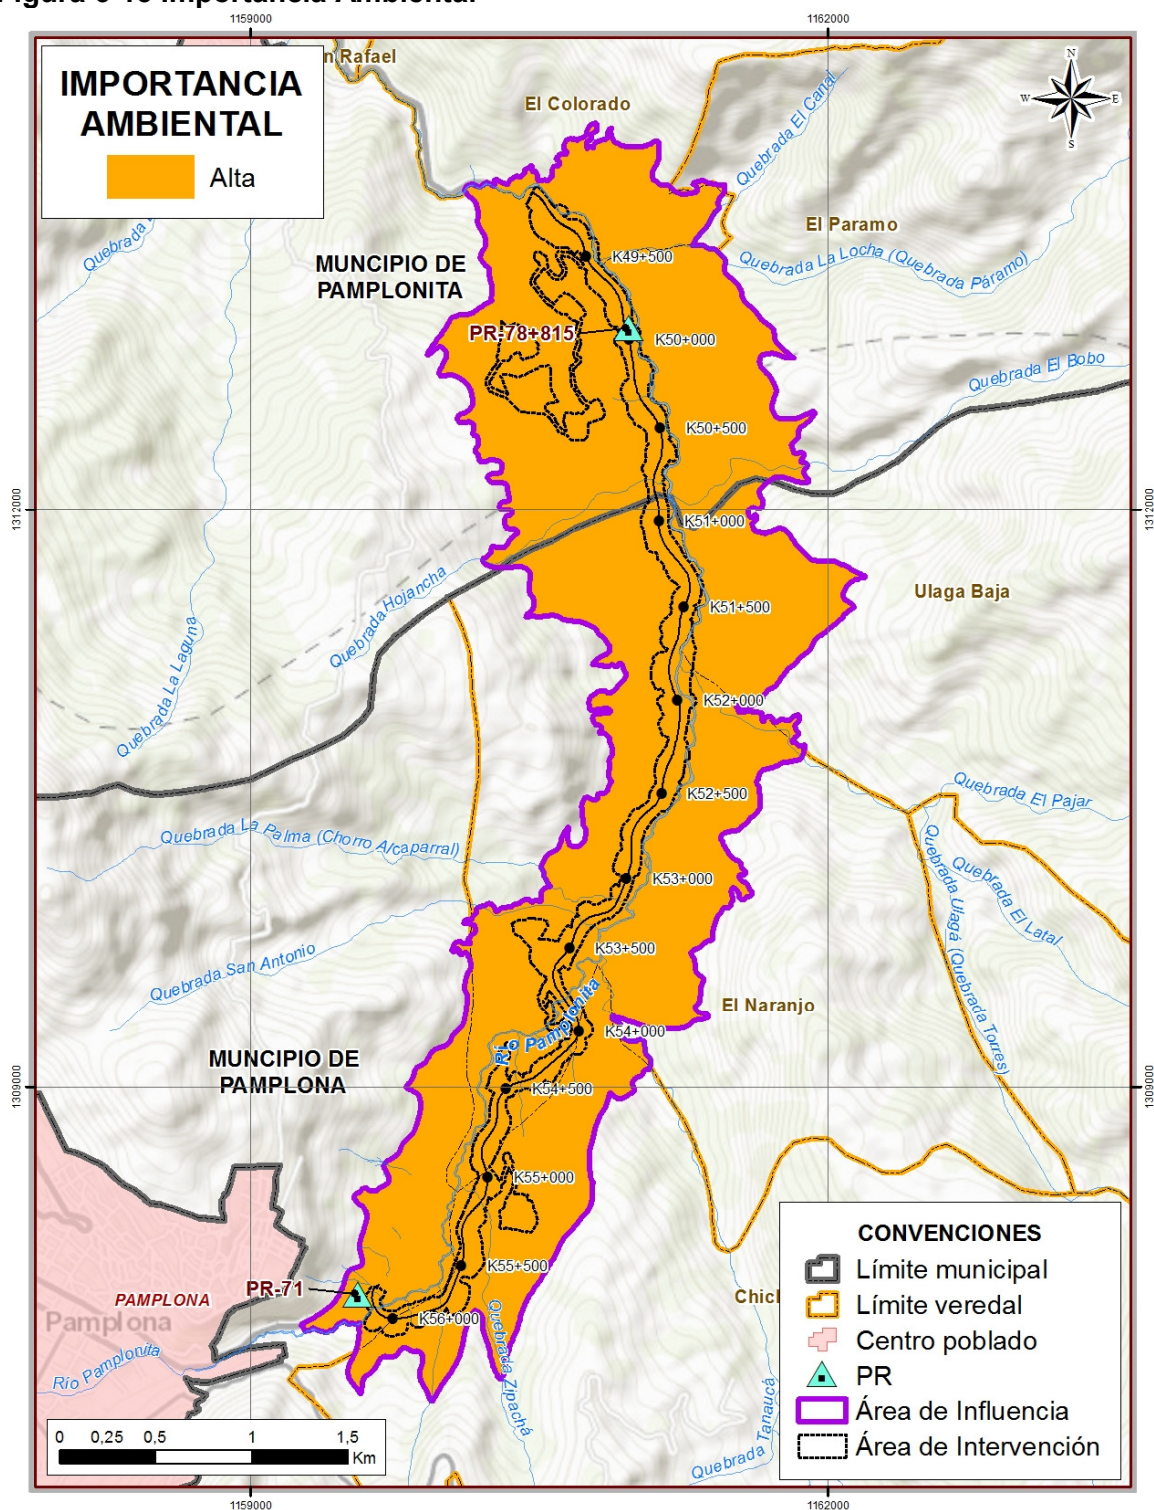 1159000
1162000
IMPORTANCIA
AMBIENTAL
Alta
n Rafael
El Colorado
Quebrada El Canal
N
W
E
S
El Paramo
Quebrada La Locha (Quebrada Páramo)
Quebrada
MUNCIPIO DE
PAMPLONITA
K49+500
PR-78+815
K50+000
Quebrada El Bobo
K50+500
1312000
1312000
K51+000
Quebrada Hojancha
K51+500
Ulaga Baja
Quebrada La Laguna
K52+000
K52+500
Quebrada El Pajar
Quebrada La Palma (Chorro Alcaparral)
K53+000
Quebrada Ulagá (Quebrada Torres)
Quebrada El Latal
K53+500
Quebrada San Antonio
Río Pamplonita
El Naranjo
K54+000
MUNCIPIO DE
PAMPLONA
1309000
1309000
K54+500
K55+000
K55+500
PR-71
PAMPLONA
Pamplona
K56+000
Río Pamplonita
Quebrada Zipachá
Quebrada Tanaucá
CONVENCIONES
Límite municipal
Límite veredal
Centro poblado
PR
Área de Influencia
Área de Intervención
0 0,25 0,5 1 1,5
Km
1159000
1162000